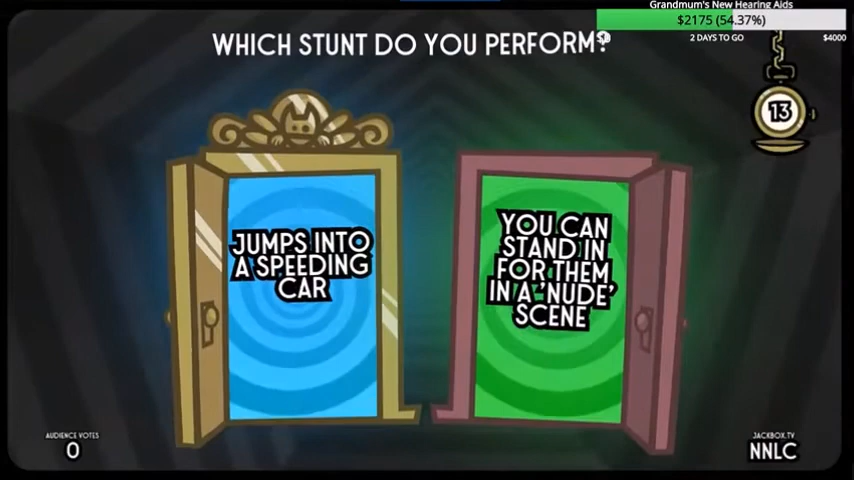 Grandmum's New Hearing Aids
$2175 (54.37%)
2 DAYS TO GO
$4000
WHICH STUNT DO YOU PERFORM?
13
JUMPS INTO
A SPEEDING
CAR
YOU CAN
STAND IN
FOR THEM
IN A 'NUDE'
SCENE
AUDIENCE VOTES
0
JACKBOX.TV
NNLC